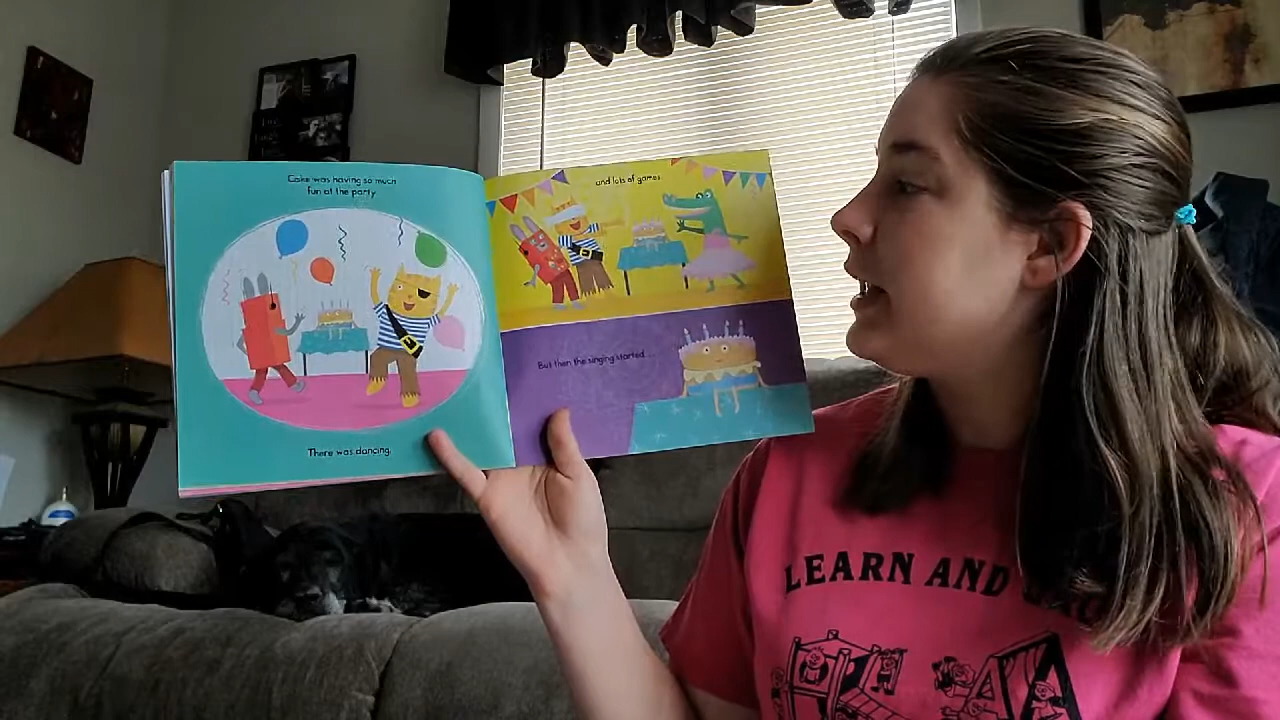 Cake was having so much
fun at the party.
There was dancing,
and lots of games.
But then the singing started...
LEARN AND